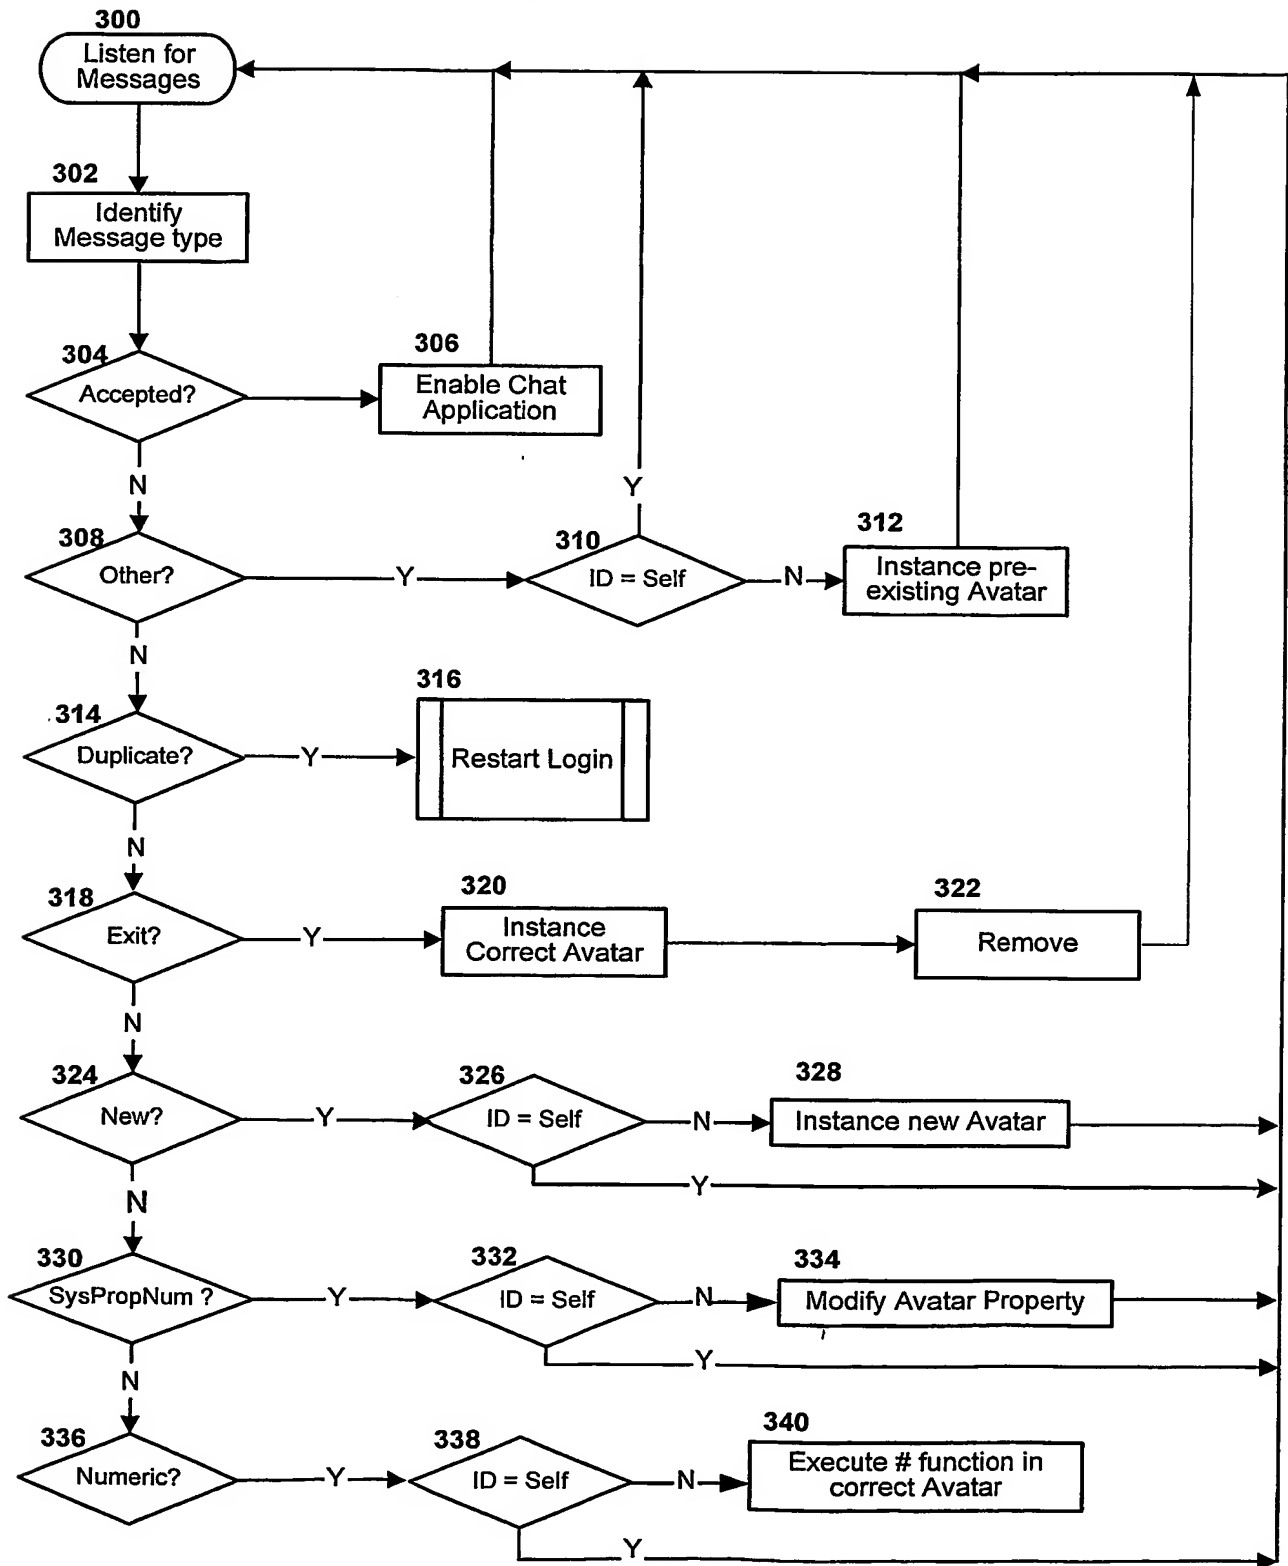 300
Listen for
Messages
302
Identify
Message type
304
Accepted?
306
Enable Chat
Application
N
Y
308
Other?
Y
310
ID = Self
N
312
Instance pre-
existing Avatar
N
314
Duplicate?
Y
316
Restart Login
N
318
Exit?
Y
320
Instance
Correct Avatar
322
Remove
N
324
New?
Y
326
ID = Self
N
328
Instance new Avatar
Y
N
330
SysPropNum ?
Y
332
ID = Self
N
334
Modify Avatar Property
Y
N
336
Numeric?
Y
338
ID = Self
N
340
Execute # function in
correct Avatar
Y